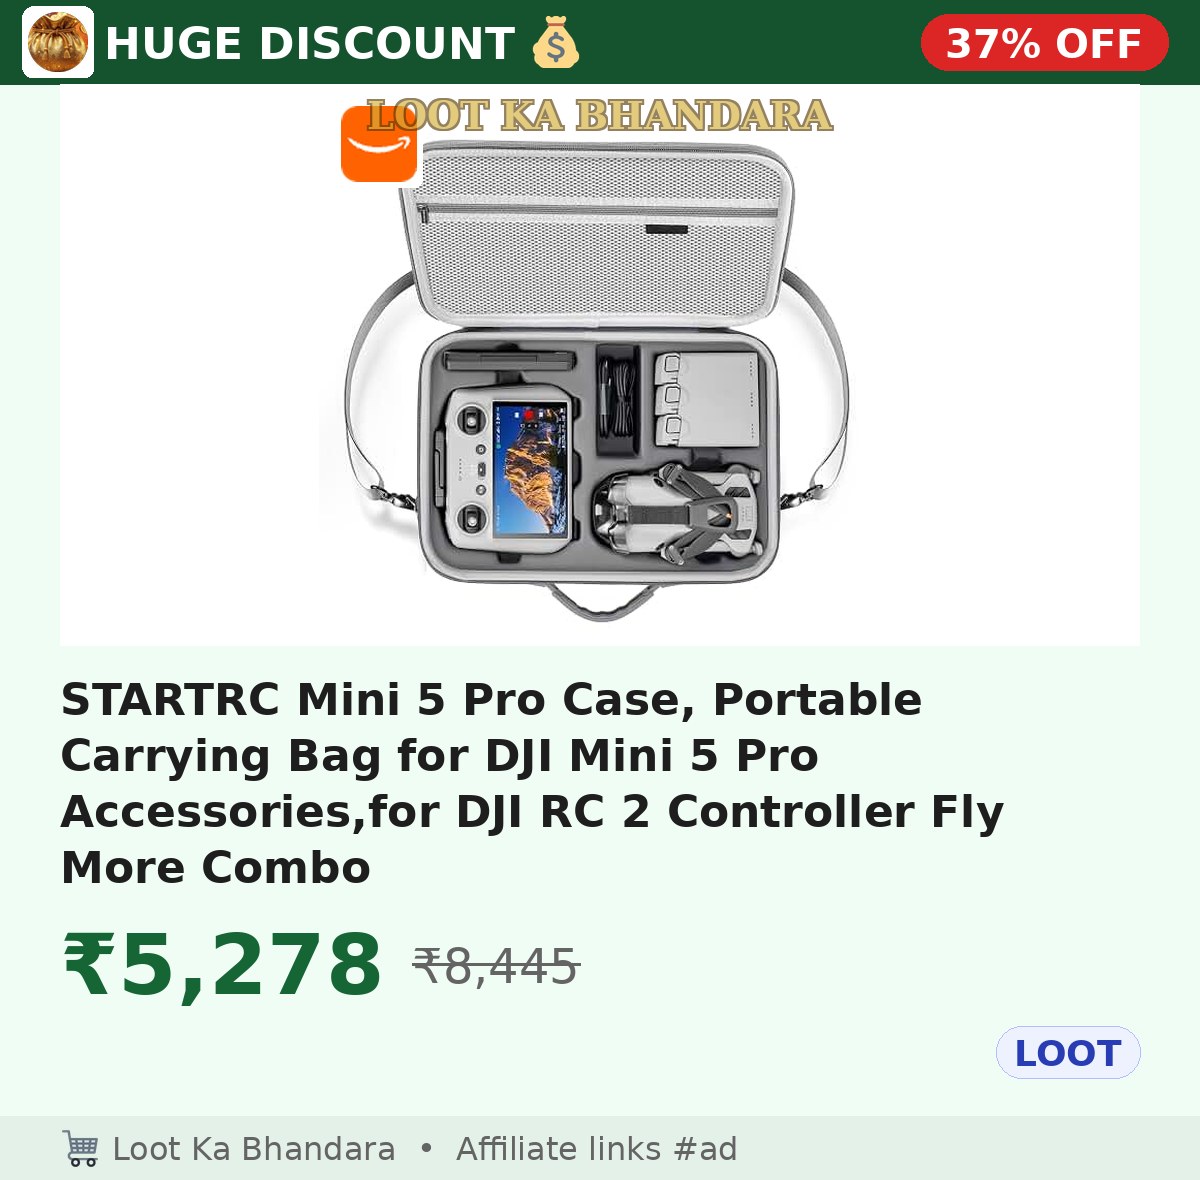 HUGE DISCOUNT 💰
37% OFF
LOOT KA BHANDARA
STARTRC Mini 5 Pro Case, Portable
Carrying Bag for DJI Mini 5 Pro
Accessories,for DJI RC 2 Controller Fly
More Combo
₹5,278 ₹8,445
LOOT
Loot Ka Bhandara • Affiliate links #ad